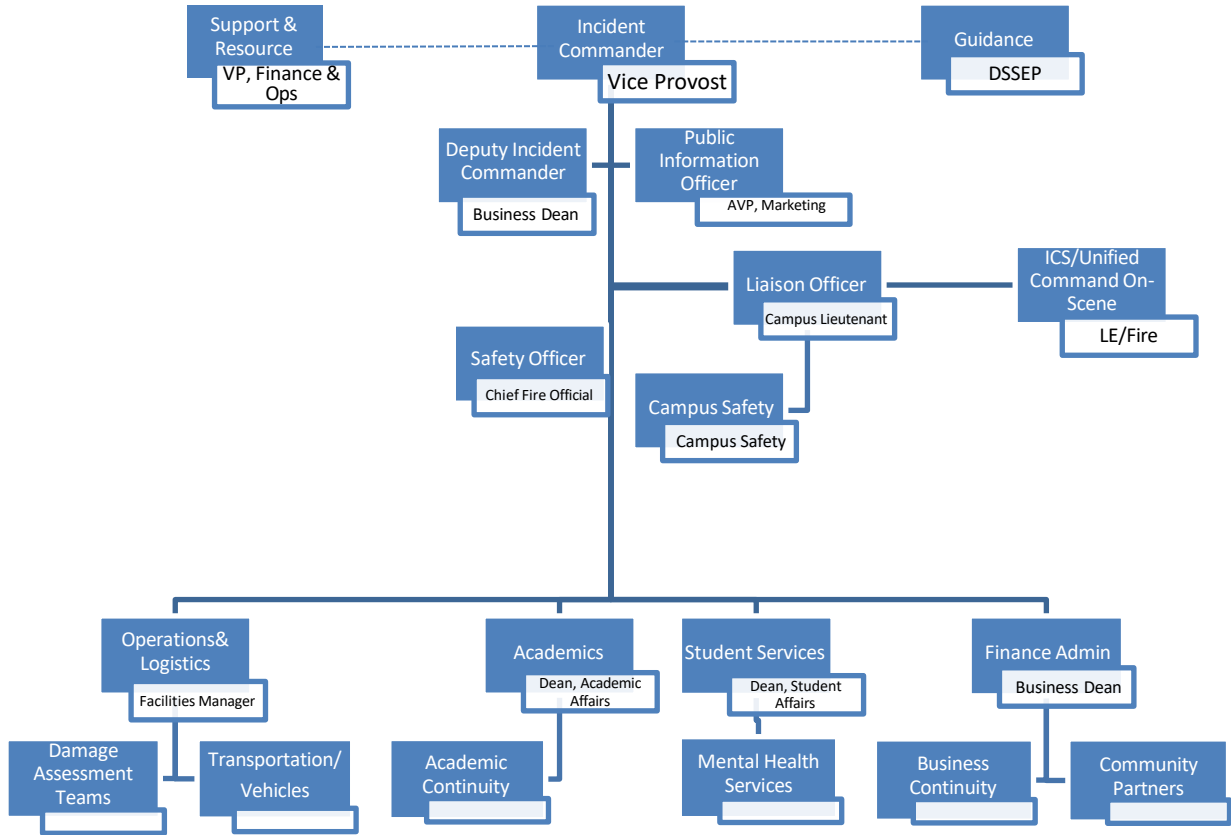 Support &
Resource
VP, Finance &
Ops
Incident
Commander
Vice Provost
Guidance
DSSEP
Deputy Incident
Commander
Business Dean
Public
Information
Officer
AVP, Marketing
Liaison Officer
Campus Lieutenant
ICS/Unified
Command On-
Scene
LE/Fire
Safety Officer
Chief Fire Official
Campus Safety
Campus Safety
Operations&
Logistics
Facilities Manager
Academics
Dean, Academic
Affairs
Student Services
Dean, Student
Affairs
Finance Admin
Business Dean
Damage
Assessment
Teams
Transportation/
Vehicles
Academic
Continuity
Mental Health
Services
Business
Continuity
Community
Partners